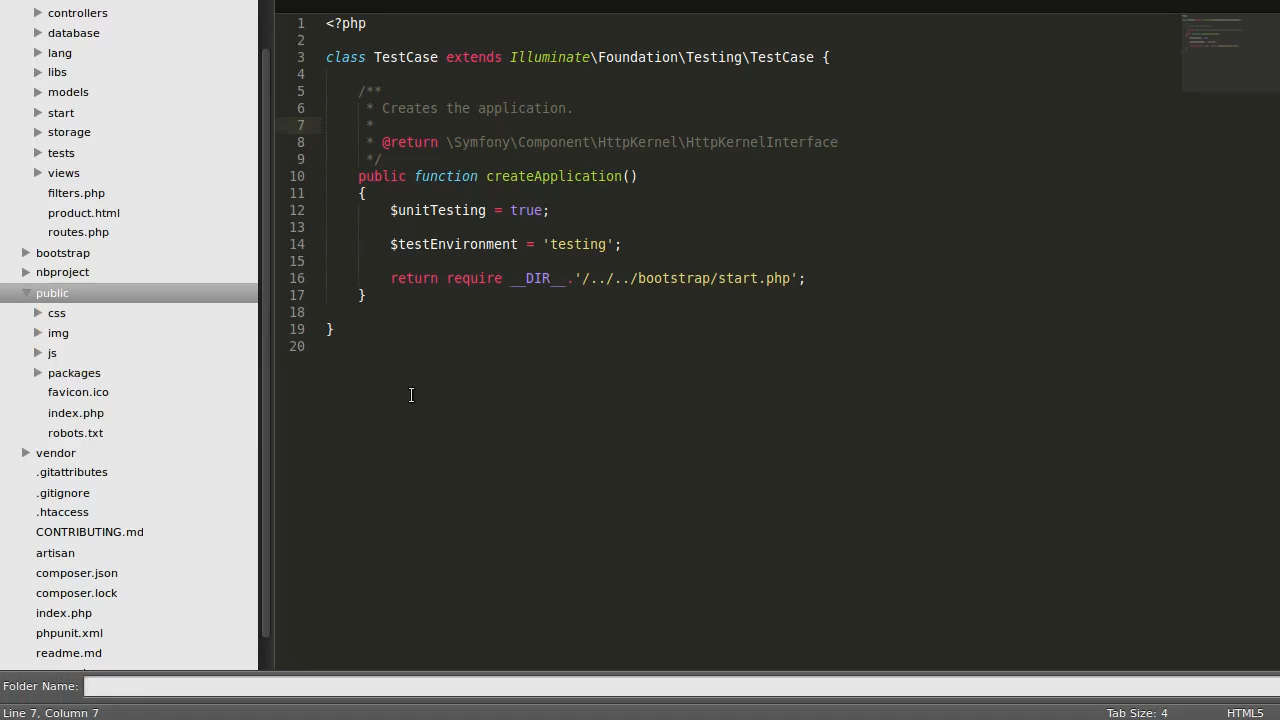 controllers
database
lang
libs
models
start
storage
tests
views
filters.php
product.html
routes.php
bootstrap
nbproject
public
css
img
js
packages
favicon.ico
index.php
robots.txt
vendor
.gitattributes
.gitignore
.htaccess
CONTRIBUTING.md
artisan
composer.json
composer.lock
index.php
phpunit.xml
readme.md
1 <?php
2
3 class TestCase extends Illuminate\Foundation\Testing\TestCase {
4
5 /**
6 * Creates the application.
7 *
8 * @return \Symfony\Component\HttpKernel\HttpKernelInterface
9 */
10 public function createApplication()
11 {
12 $unitTesting = true;
13
14 $testEnvironment = 'testing';
15
16 return require __DIR__.'/../../bootstrap/start.php';
17 }
18
19 }
20
Folder Name:
Line 7, Column 7
Tab Size: 4
HTML5